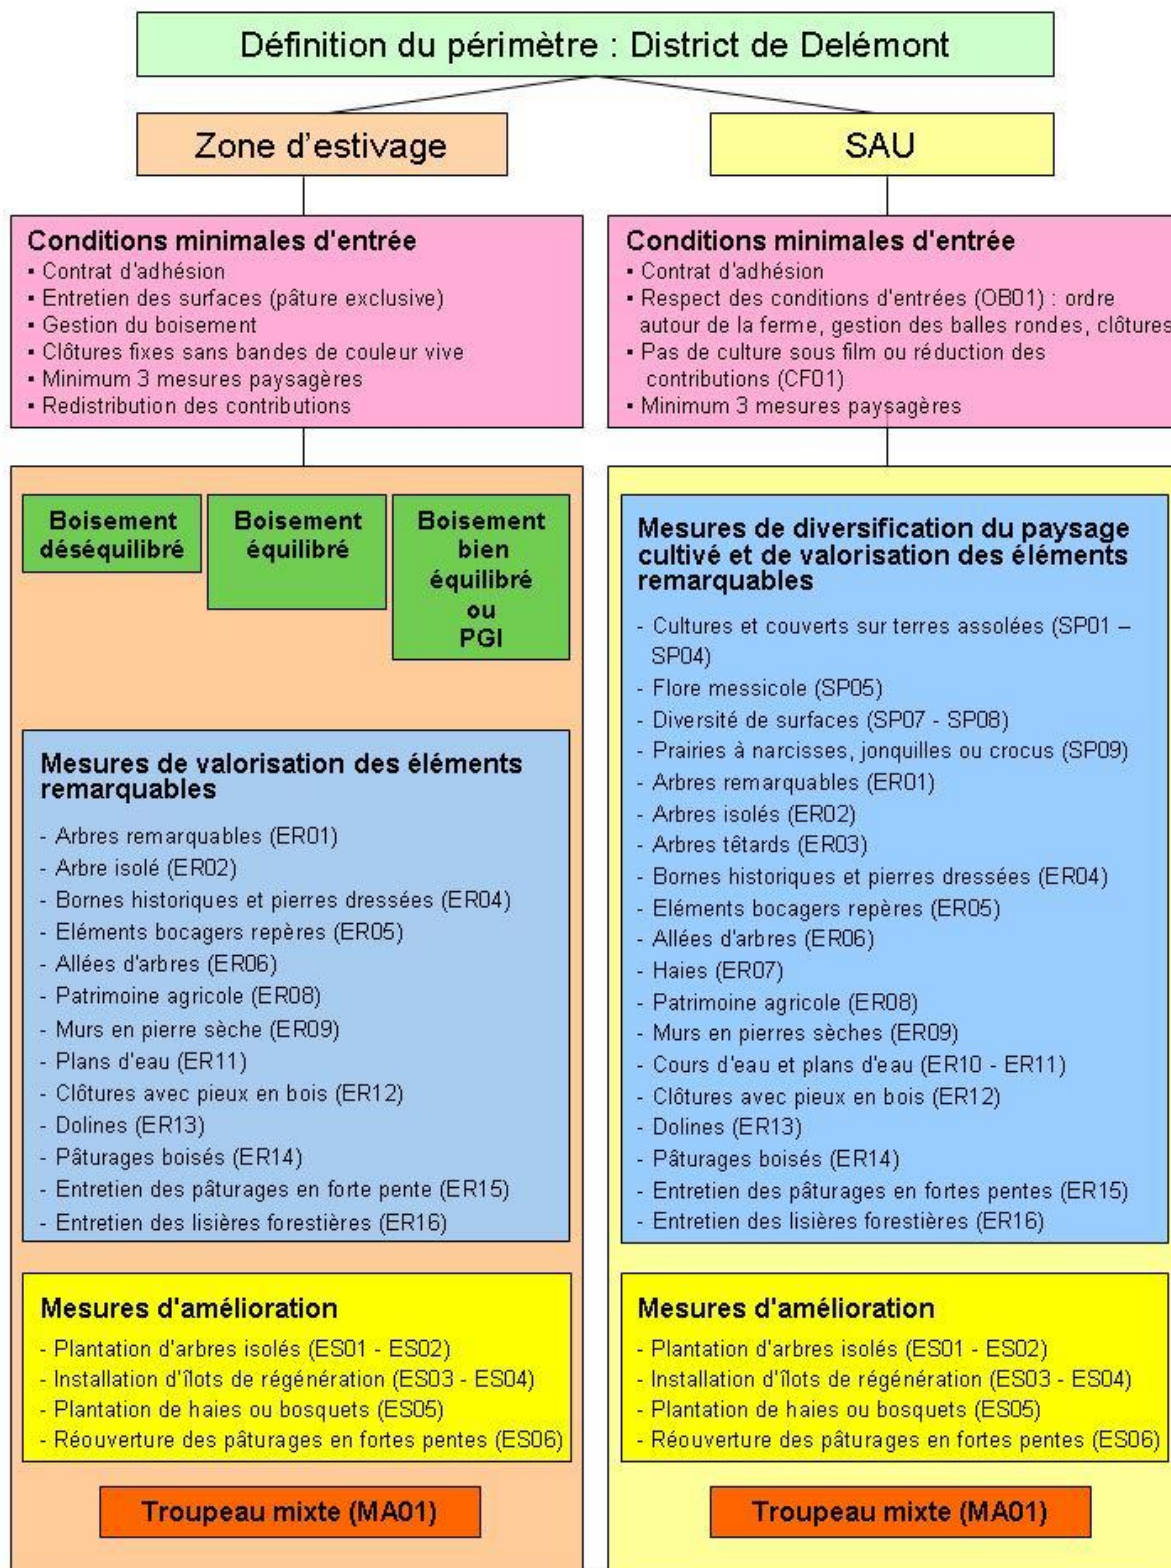 Définition du périmètre : District de Delémont
Zone d'estivage
Conditions minimales d'entrée
▪ Contrat d'adhésion
▪ Entretien des surfaces (pâture exclusive)
▪ Gestion du boisement
▪ Clôtures fixes sans bandes de couleur vive
▪ Minimum 3 mesures paysagères
▪ Redistribution des contributions
Boisement
déséquilibré
Boisement
équilibré
Boisement
bien
équilibré
ou
PGI
Mesures de valorisation des éléments
remarquables
- Arbres remarquables (ER01)
- Arbre isolé (ER02)
- Bornes historiques et pierres dressées (ER04)
- Eléments bocagers repères (ER05)
- Allées d'arbres (ER06)
- Patrimoine agricole (ER08)
- Murs en pierre sèche (ER09)
- Plans d'eau (ER11)
- Clôtures avec pieux en bois (ER12)
- Dolines (ER13)
- Pâturages boisés (ER14)
- Entretien des pâturages en forte pente (ER15)
- Entretien des lisières forestières (ER16)
Mesures d'amélioration
- Plantation d'arbres isolés (ES01 - ES02)
- Installation d'îlots de régénération (ES03 - ES04)
- Plantation de haies ou bosquets (ES05)
- Réouverture des pâturages en fortes pentes (ES06)
Troupeau mixte (MA01)
SAU
Conditions minimales d'entrée
▪ Contrat d'adhésion
▪ Respect des conditions d'entrées (OB01) : ordre
autour de la ferme, gestion des balles rondes, clôtures
▪ Pas de culture sous film ou réduction des
contributions (CF01)
▪ Minimum 3 mesures paysagères
Mesures de diversification du paysage
cultivé et de valorisation des éléments
remarquables
- Cultures et couverts sur terres assolées (SP01 –
SP04)
- Flore messicole (SP05)
- Diversité de surfaces (SP07 - SP08)
- Prairies à narcisses, jonquilles ou crocus (SP09)
- Arbres remarquables (ER01)
- Arbres isolés (ER02)
- Arbres têtards (ER03)
- Bornes historiques et pierres dressées (ER04)
- Eléments bocagers repères (ER05)
- Allées d'arbres (ER06)
- Haies (ER07)
- Patrimoine agricole (ER08)
- Murs en pierres sèches (ER09)
- Cours d'eau et plans d'eau (ER10 - ER11)
- Clôtures avec pieux en bois (ER12)
- Dolines (ER13)
- Pâturages boisés (ER14)
- Entretien des pâturages en fortes pentes (ER15)
- Entretien des lisières forestières (ER16)
Mesures d'amélioration
- Plantation d'arbres isolés (ES01 - ES02)
- Installation d'îlots de régénération (ES03 - ES04)
- Plantation de haies ou bosquets (ES05)
- Réouverture des pâturages en fortes pentes (ES06)
Troupeau mixte (MA01)